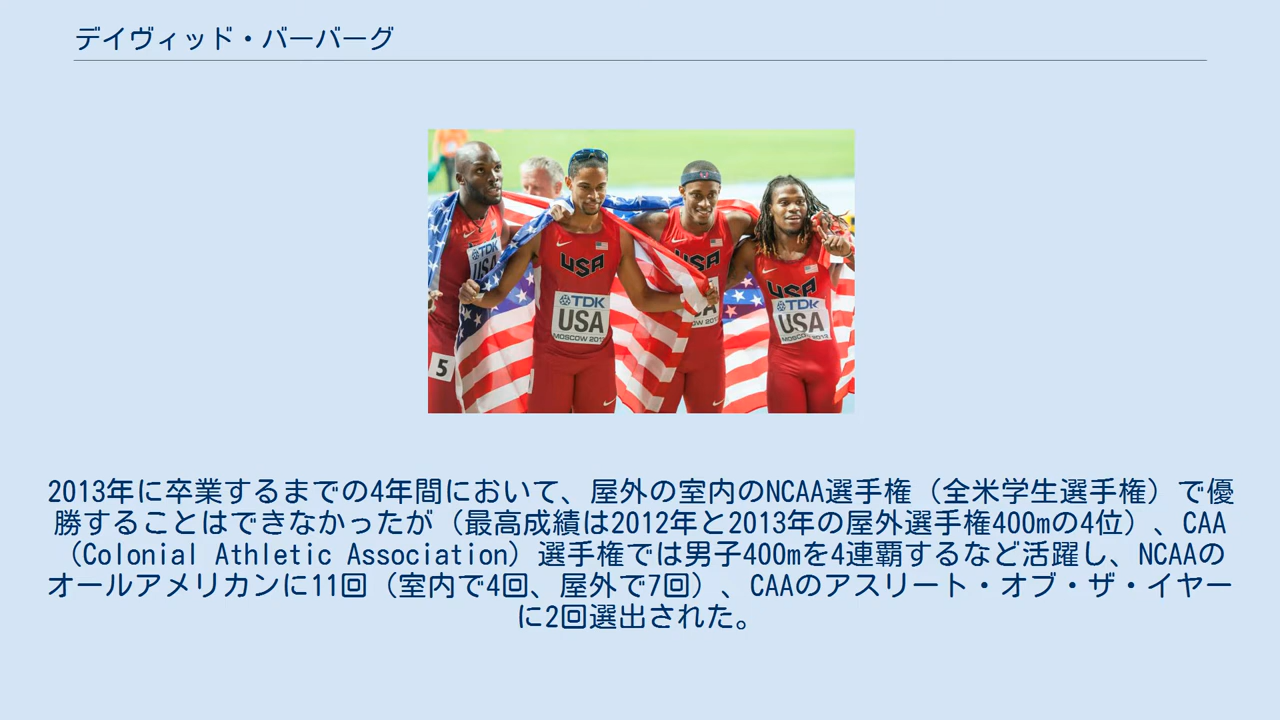 デイヴィッド・バーバーグ
TDK
USA
USA
TDK
USA
MOSCOW 2013
USA
USA
TDK
USA
MOSCOW 2013
5
2013年に卒業するまでの4年間において、屋外の室内のNCAA選手権（全米学生選手権）で優
勝することはできなかったが（最高成績は2012年と2013年の屋外選手権400mの4位）、CAA
（Colonial Athletic Association）選手権では男子400mを4連覇するなど活躍し、NCAAの
オールアメリカンに11回（室内で4回、屋外で7回）、CAAのアスリート・オブ・ザ・イヤー
に2回選出された。